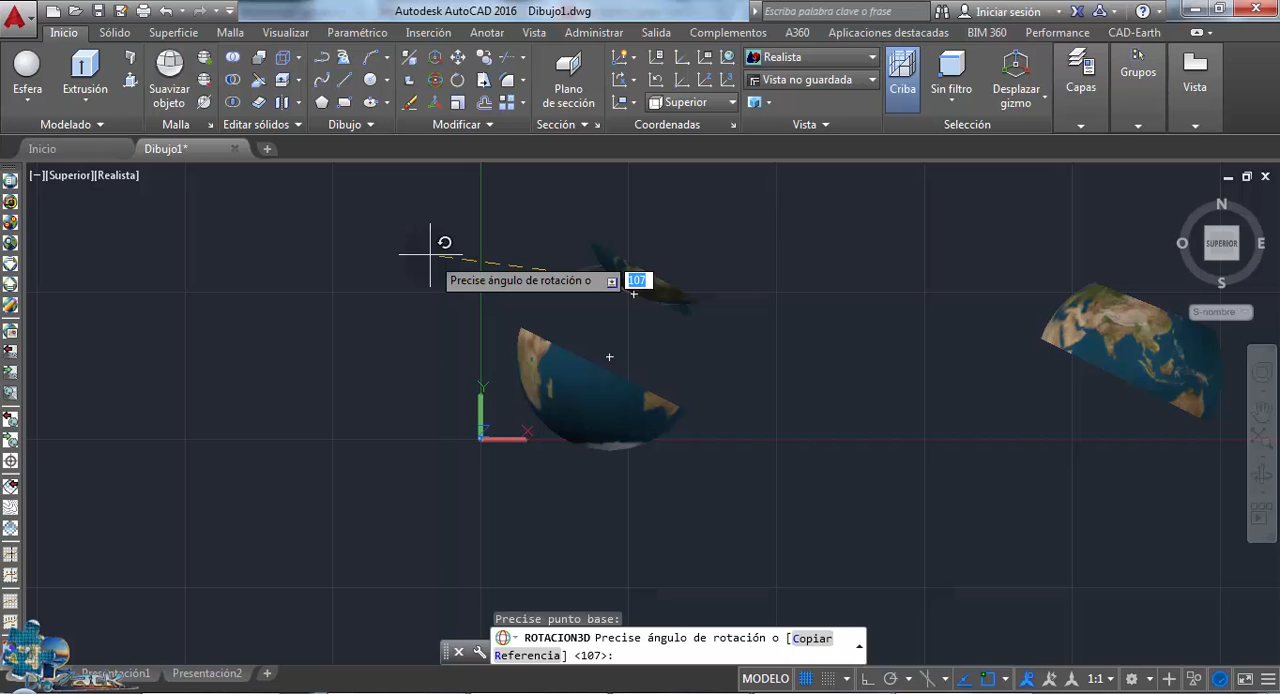 Autodesk AutoCAD 2016 Dibujo1.dwg
Escriba palabra clave o frase
Iniciar sesión
Inicio Sólido Superficie Malla Visualizar Paramétrico Inserción Anotar Vista Administrar Salida Complementos A360 Aplicaciones destacadas BIM 360 Performance CAD-Earth
Esfera
Extrusión
Suavizar
objeto
Plano
de sección
Superior
Realista
Vista no guardada
Criba
Sin filtro
Desplazar
gizmo
Capas
Grupos
Vista
Modelado Malla Editar sólidos Dibujo Modificar Sección Coordenadas Vista Selección
Inicio Dibujo1*
[−][Superior][Realista]
N
O SUPERIOR E
S
S-nombre
Precise ángulo de rotación o 107
Y
X
Precise punto base:
ROTACION3D Precise ángulo de rotación o [Copiar
Referencia] <107>:
Presentación1 Presentación2
MODELO 1:1